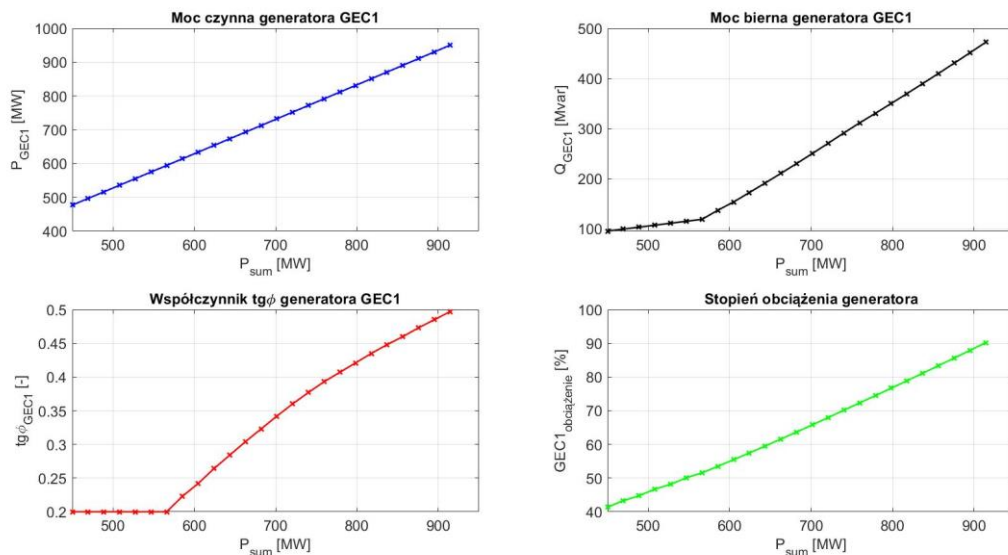 Moc czynna generatora GEC1
1000
900
800
700
600
500
400
P_GEC1 [MW]
500 600 700 800 900
P_sum [MW]
Moc bierna generatora GEC1
500
400
300
200
100
Q_GEC1 [Mvar]
500 600 700 800 900
P_sum [MW]
Współczynnik tgϕ generatora GEC1
0.5
0.45
0.4
0.35
0.3
0.25
0.2
tgϕ_GEC1 [-]
500 600 700 800 900
P_sum [MW]
Stopień obciążenia generatora
100
90
80
70
60
50
40
GEC1_obciążenie [%]
500 600 700 800 900
P_sum [MW]